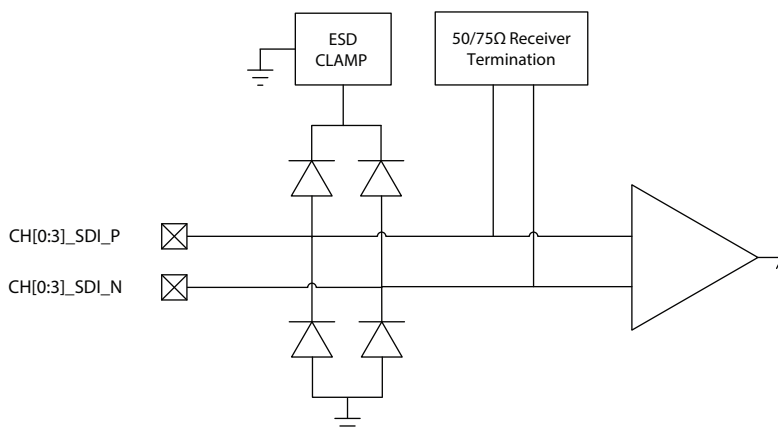 ESD
CLAMP
50/75Ω Receiver
Termination
CH[0:3]_SDI_P
CH[0:3]_SDI_N